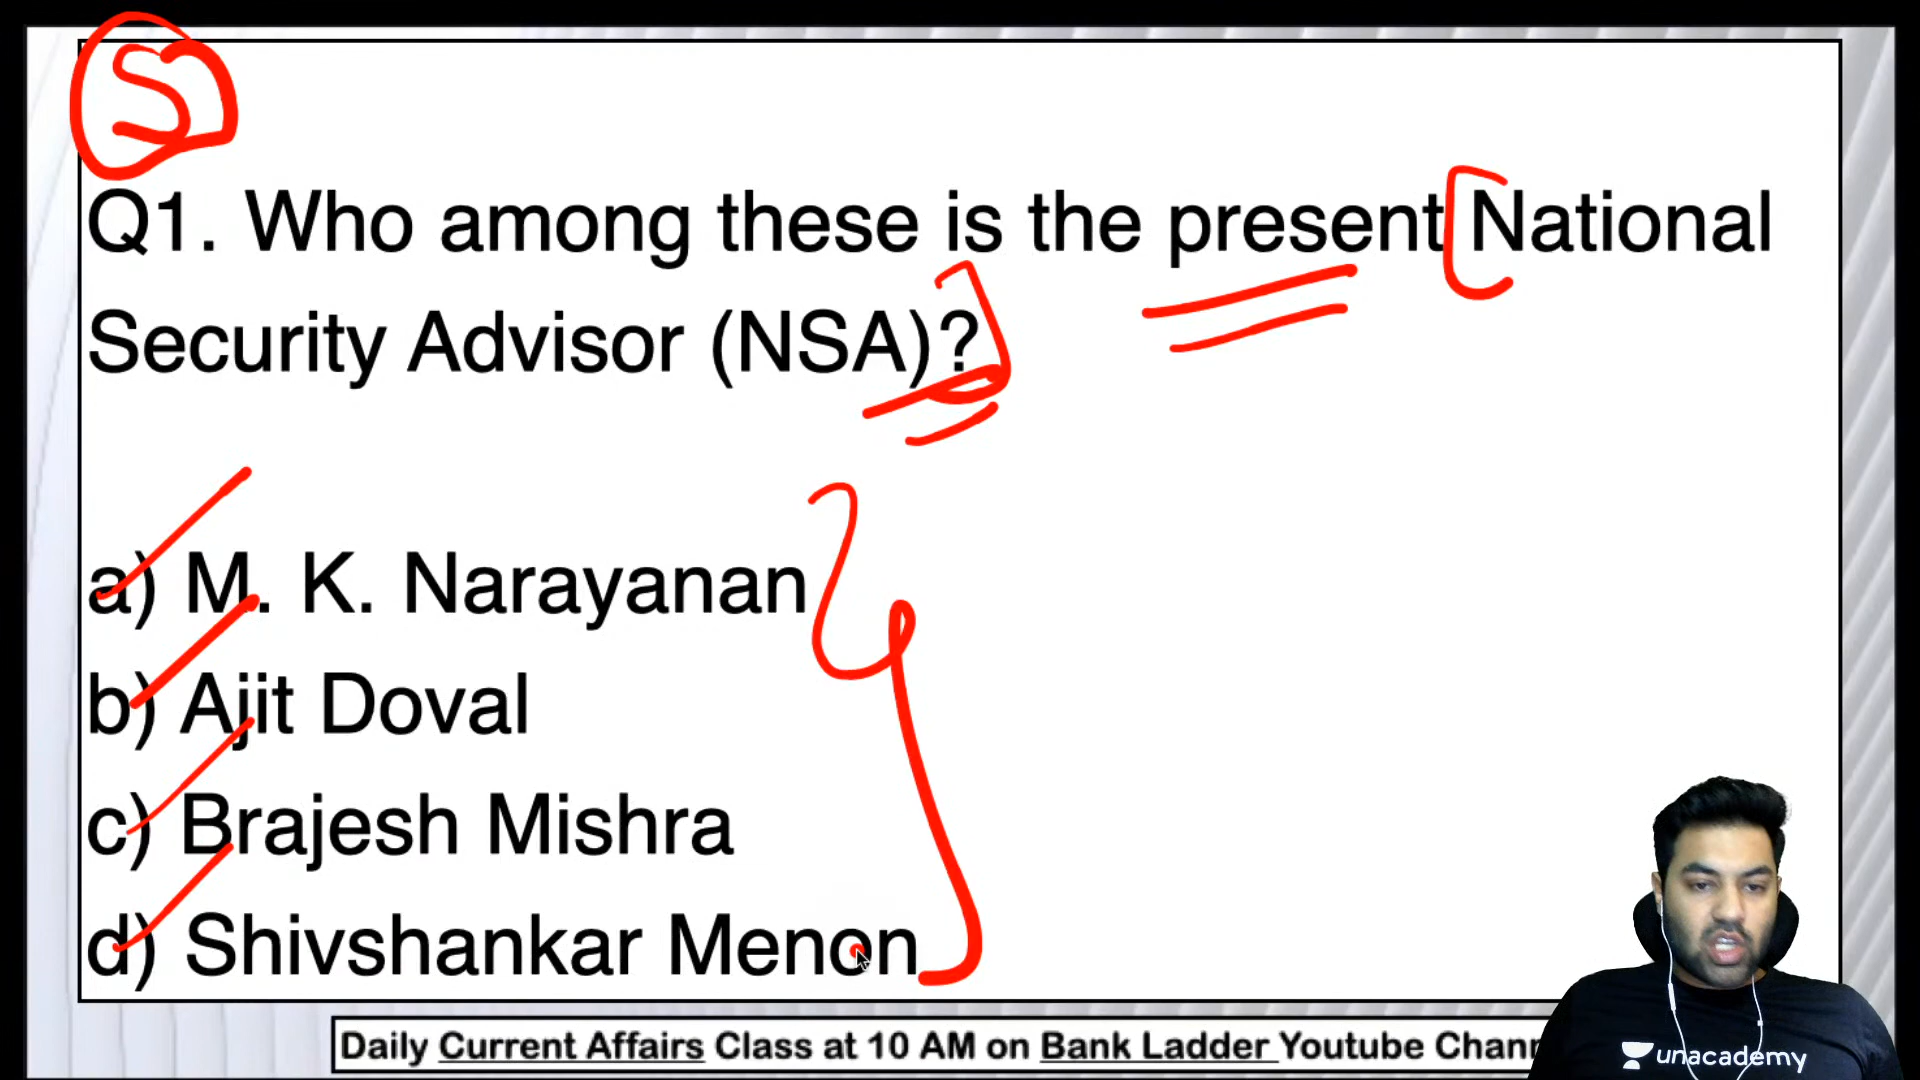 S
Q1. Who among these is the present National
Security Advisor (NSA)?
a) M. K. Narayanan
b) Ajit Doval
c) Brajesh Mishra
d) Shivshankar Menon
Daily Current Affairs Class at 10 AM on Bank Ladder Youtube Chann
unacademy